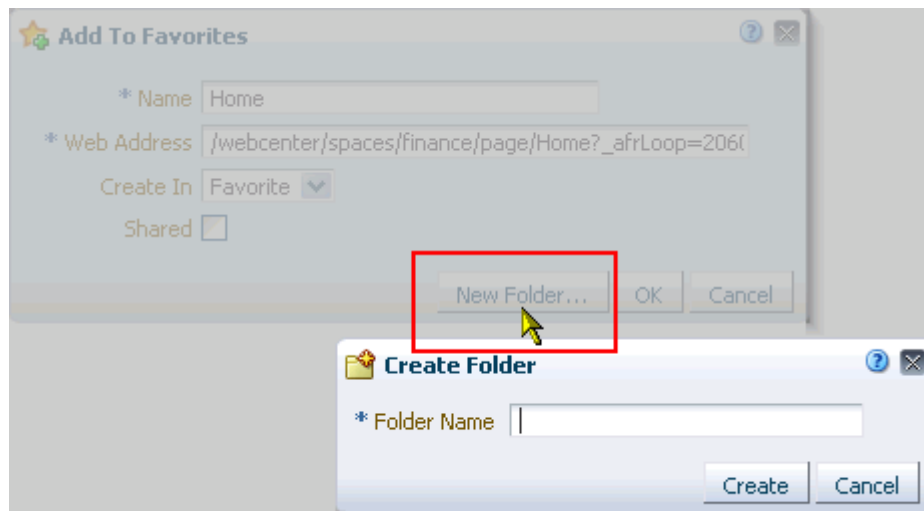 Add To Favorites
* Name Home
* Web Address /webcenter/spaces/finance/page/Home?_afrLoop=206(
Create In Favorite
Shared
New Folder... OK Cancel
Create Folder
* Folder Name
Create Cancel